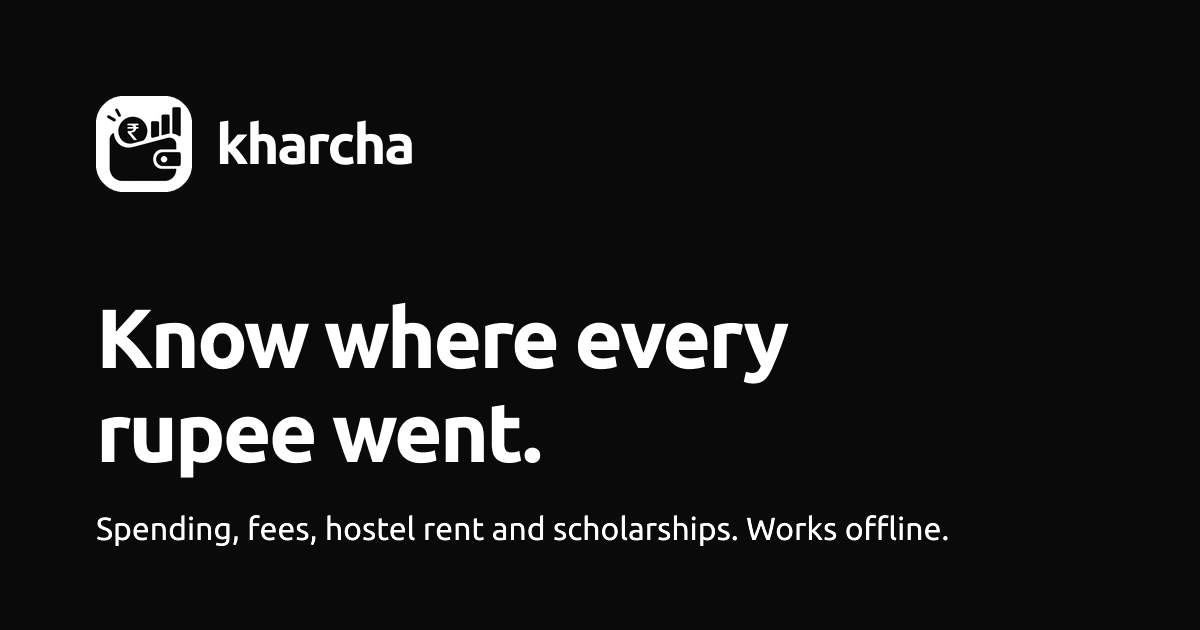 ₹
kharcha
Know where every
rupee went.
Spending, fees, hostel rent and scholarships. Works offline.